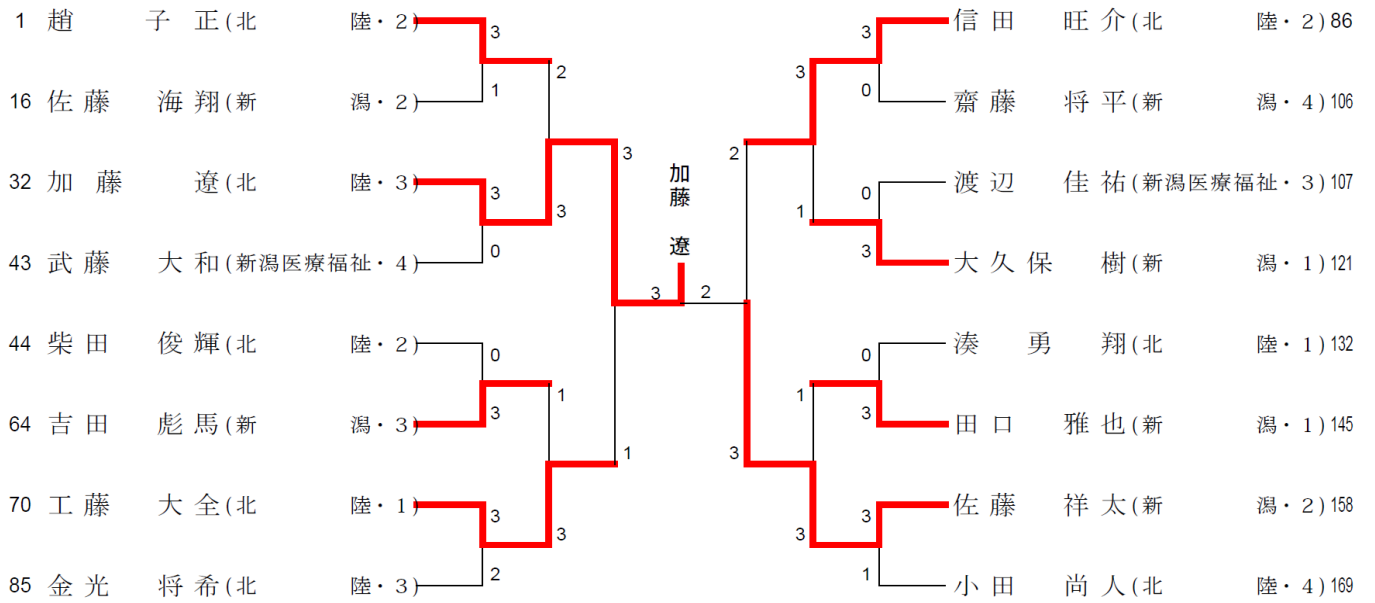 1 趙 子 正(北 陸・2)
3
2
16 佐 藤 海 翔(新 潟・2)
1
3
32 加 藤 遼(北 陸・3)
3
3
43 武 藤 大 和(新潟医療福祉・4)
0
44 柴 田 俊 輝(北 陸・2)
0
1
64 吉 田 彪 馬(新 潟・3)
3
1
70 工 藤 大 全(北 陸・1)
3
3
85 金 光 将 希(北 陸・3)
2
加藤 遼
3 2
信 田 旺 介(北 陸・2)86
3
3
齋 藤 将 平(新 潟・4)106
0
2
渡 辺 佳 祐(新潟医療福祉・3)107
0
1
大 久 保 樹(新 潟・1)121
3
湊 勇 翔(北 陸・1)132
0
1
田 口 雅 也(新 潟・1)145
3
3
佐 藤 祥 太(新 潟・2)158
3
3
小 田 尚 人(北 陸・4)169
1